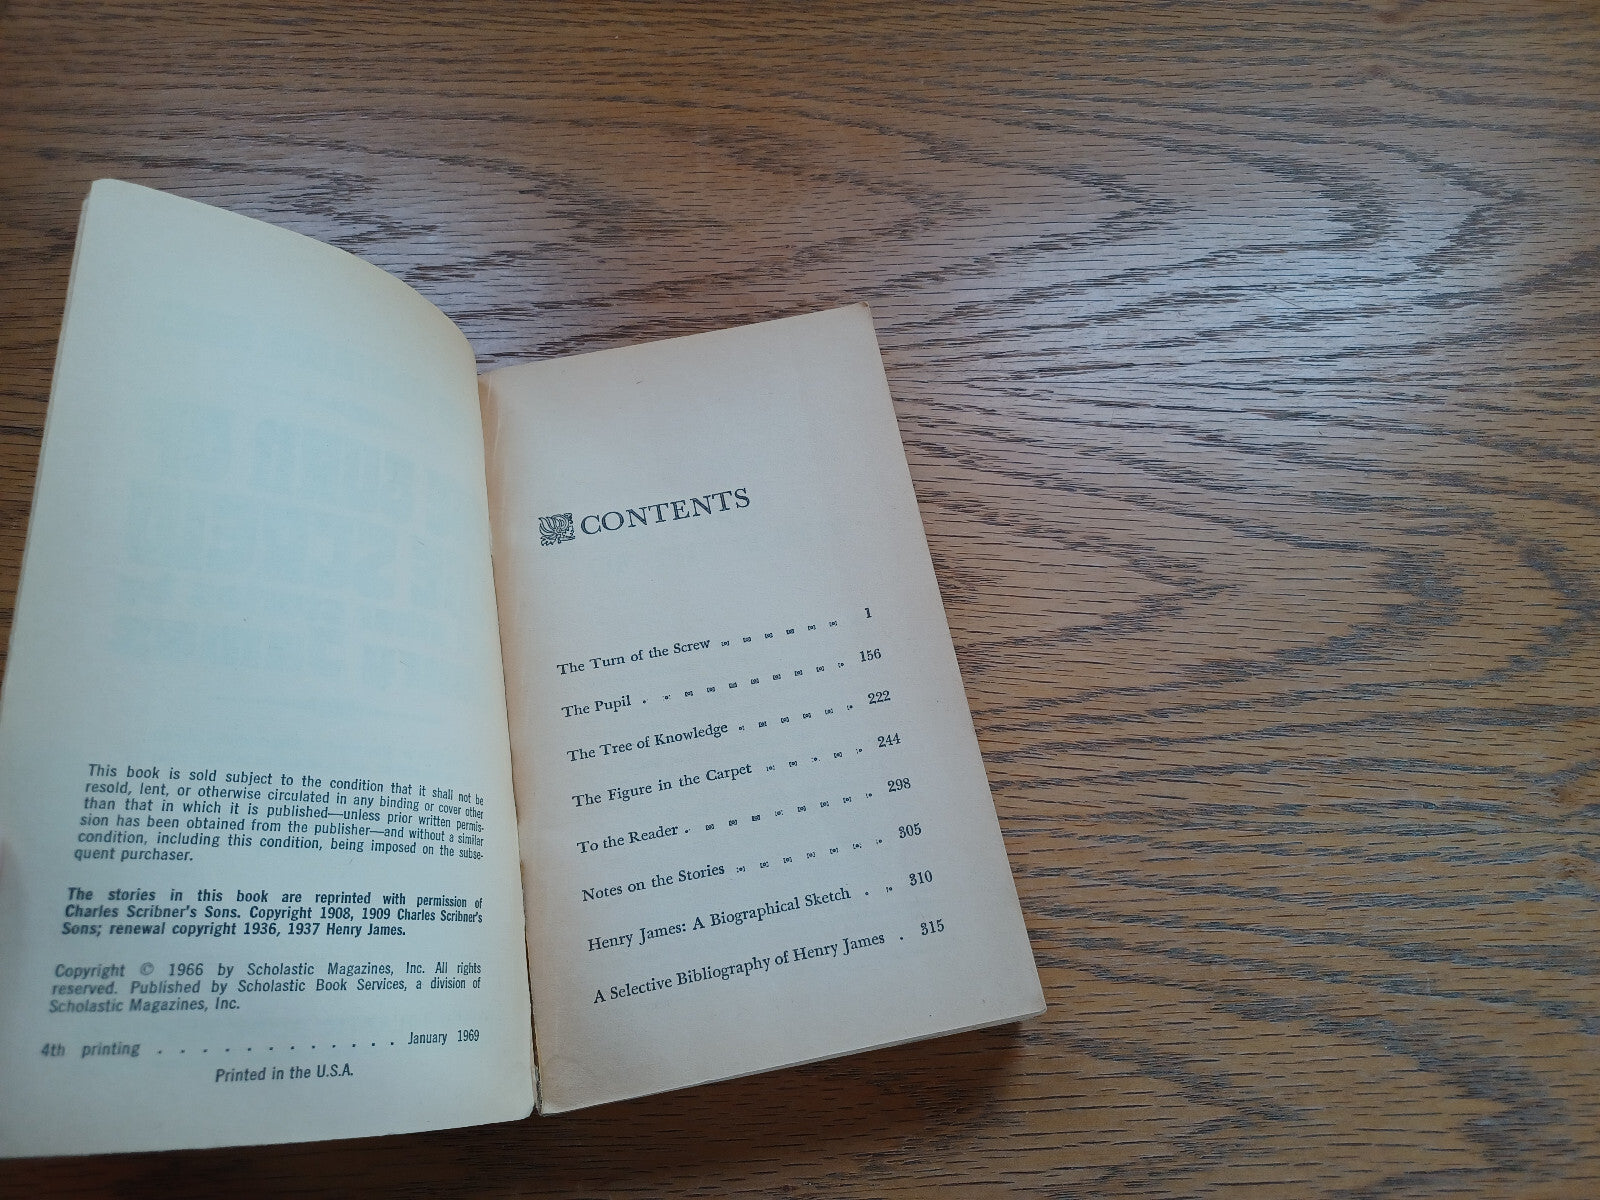 This book is sold subject to the condition that it shall not be
resold, lent, or otherwise circulated in any binding or cover other
than that in which it is published—unless prior written permis-
sion has been obtained from the publisher—and without a similar
condition, including this condition, being imposed on the subse-
quent purchaser.
The stories in this book are reprinted with permission of
Charles Scribner's Sons. Copyright 1908, 1909 Charles Scribner's
Sons; renewal copyright 1936, 1937 Henry James.
Copyright © 1966 by Scholastic Magazines, Inc. All rights
reserved. Published by Scholastic Book Services, a division of
Scholastic Magazines, Inc.
4th printing . . . . . . . . . . . . January 1969
Printed in the U.S.A.
CONTENTS
The Turn of the Screw 1
The Pupil 156
The Tree of Knowledge 222
The Figure in the Carpet 244
To the Reader 298
Notes on the Stories 305
Henry James: A Biographical Sketch 310
A Selective Bibliography of Henry James . 315